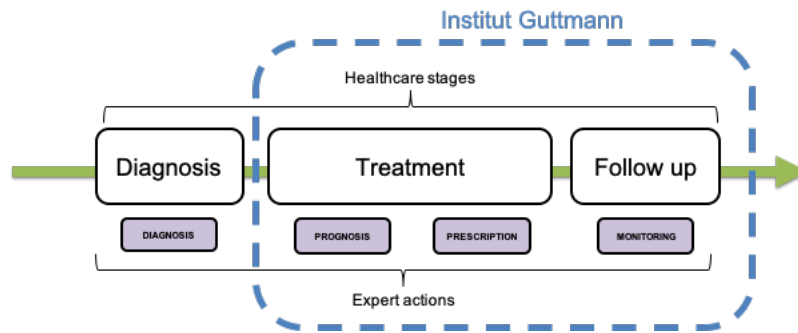 Institut Guttmann
Healthcare stages
Diagnosis
Treatment
Follow up
DIAGNOSIS
PROGNOSIS
PRESCRIPTION
MONITORING
Expert actions